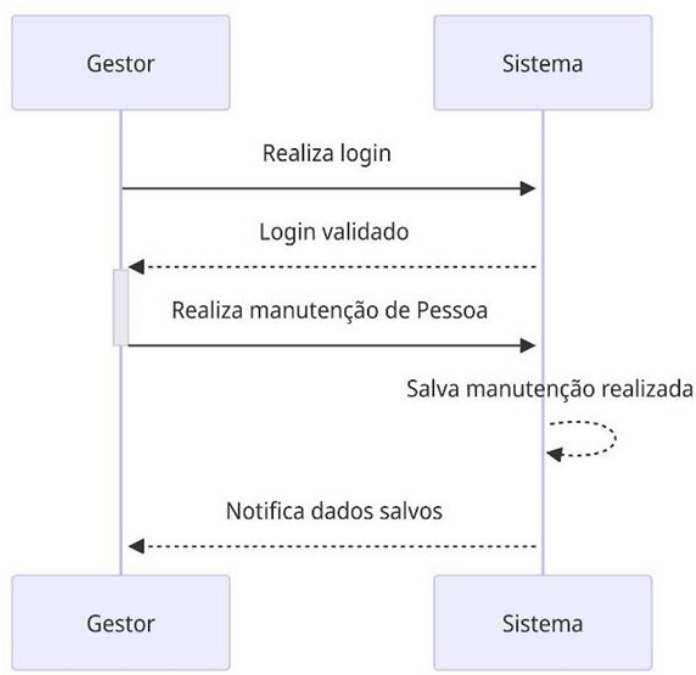 Gestor
Sistema
Realiza login
Login validado
Realiza manutenção de Pessoa
Salva manutenção realizada
Notifica dados salvos
Gestor
Sistema